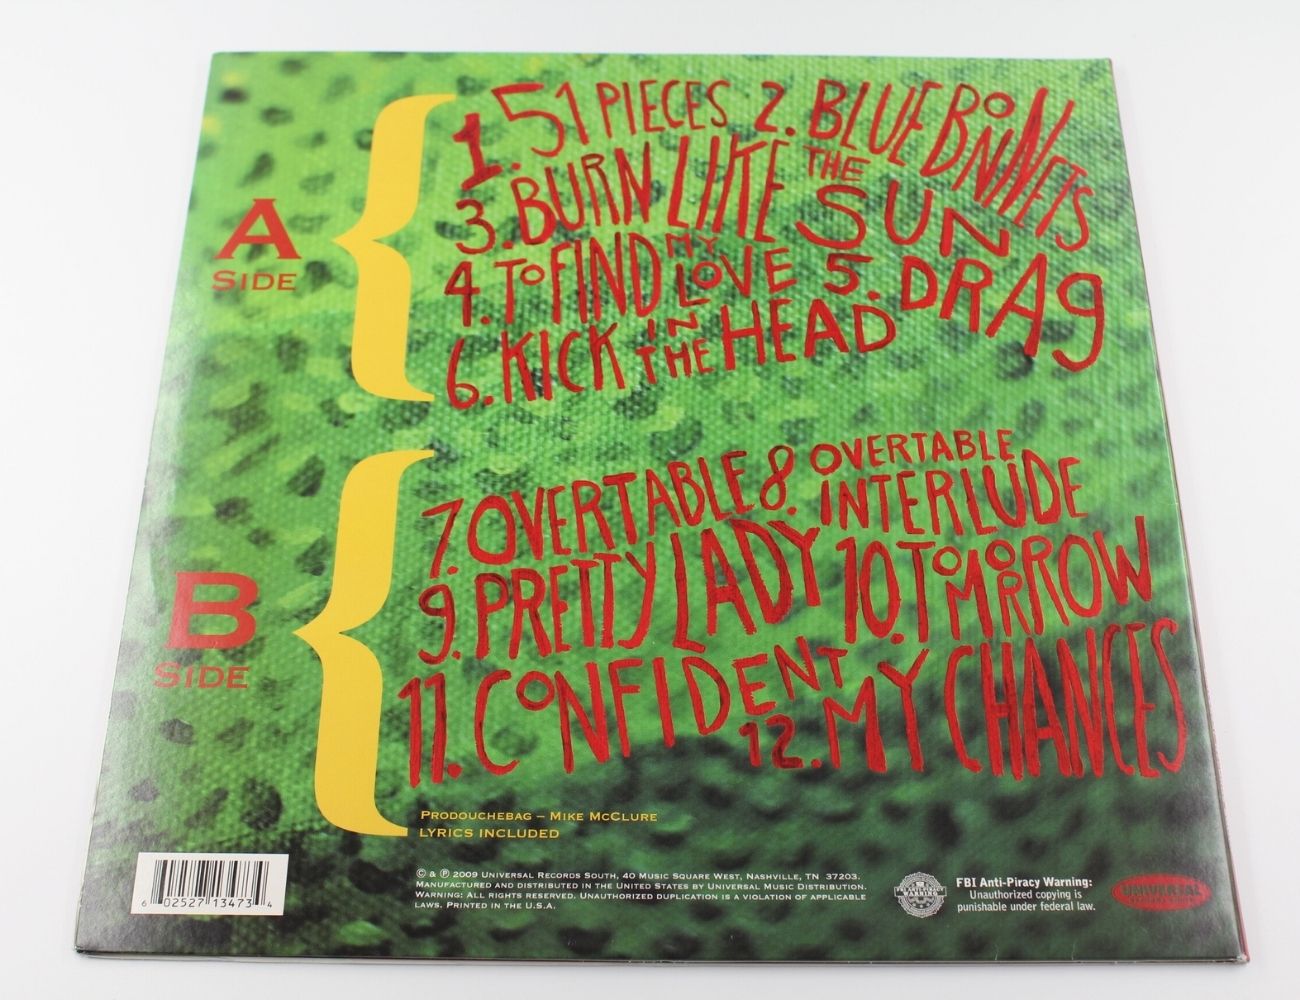 A
SIDE
1. 51 PIECES 2. BLUEBONNETS
3. BURN LIKE THE SUN
4. TO FIND MY LOVE 5. DRAG
6. KICK IN THE HEAD
B
SIDE
7. OVERTABLE 8. OVERTABLE INTERLUDE
9. PRETTY LADY 10. TOMORROW
11. CONFIDENT 12. MY CHANCES
PRODOUCHEBAG – MIKE MCCLURE
LYRICS INCLUDED
© & ℗ 2009 UNIVERSAL RECORDS SOUTH, 40 MUSIC SQUARE WEST, NASHVILLE, TN 37203.
MANUFACTURED AND DISTRIBUTED IN THE UNITED STATES BY UNIVERSAL MUSIC DISTRIBUTION.
WARNING: ALL RIGHTS RESERVED. UNAUTHORIZED DUPLICATION IS A VIOLATION OF APPLICABLE
LAWS. PRINTED IN THE U.S.A.
6 02527 13473 4
FBI ANTI-PIRACY
WARNING
FBI Anti-Piracy Warning:
Unauthorized copying is
punishable under federal law.
UNIVERSAL